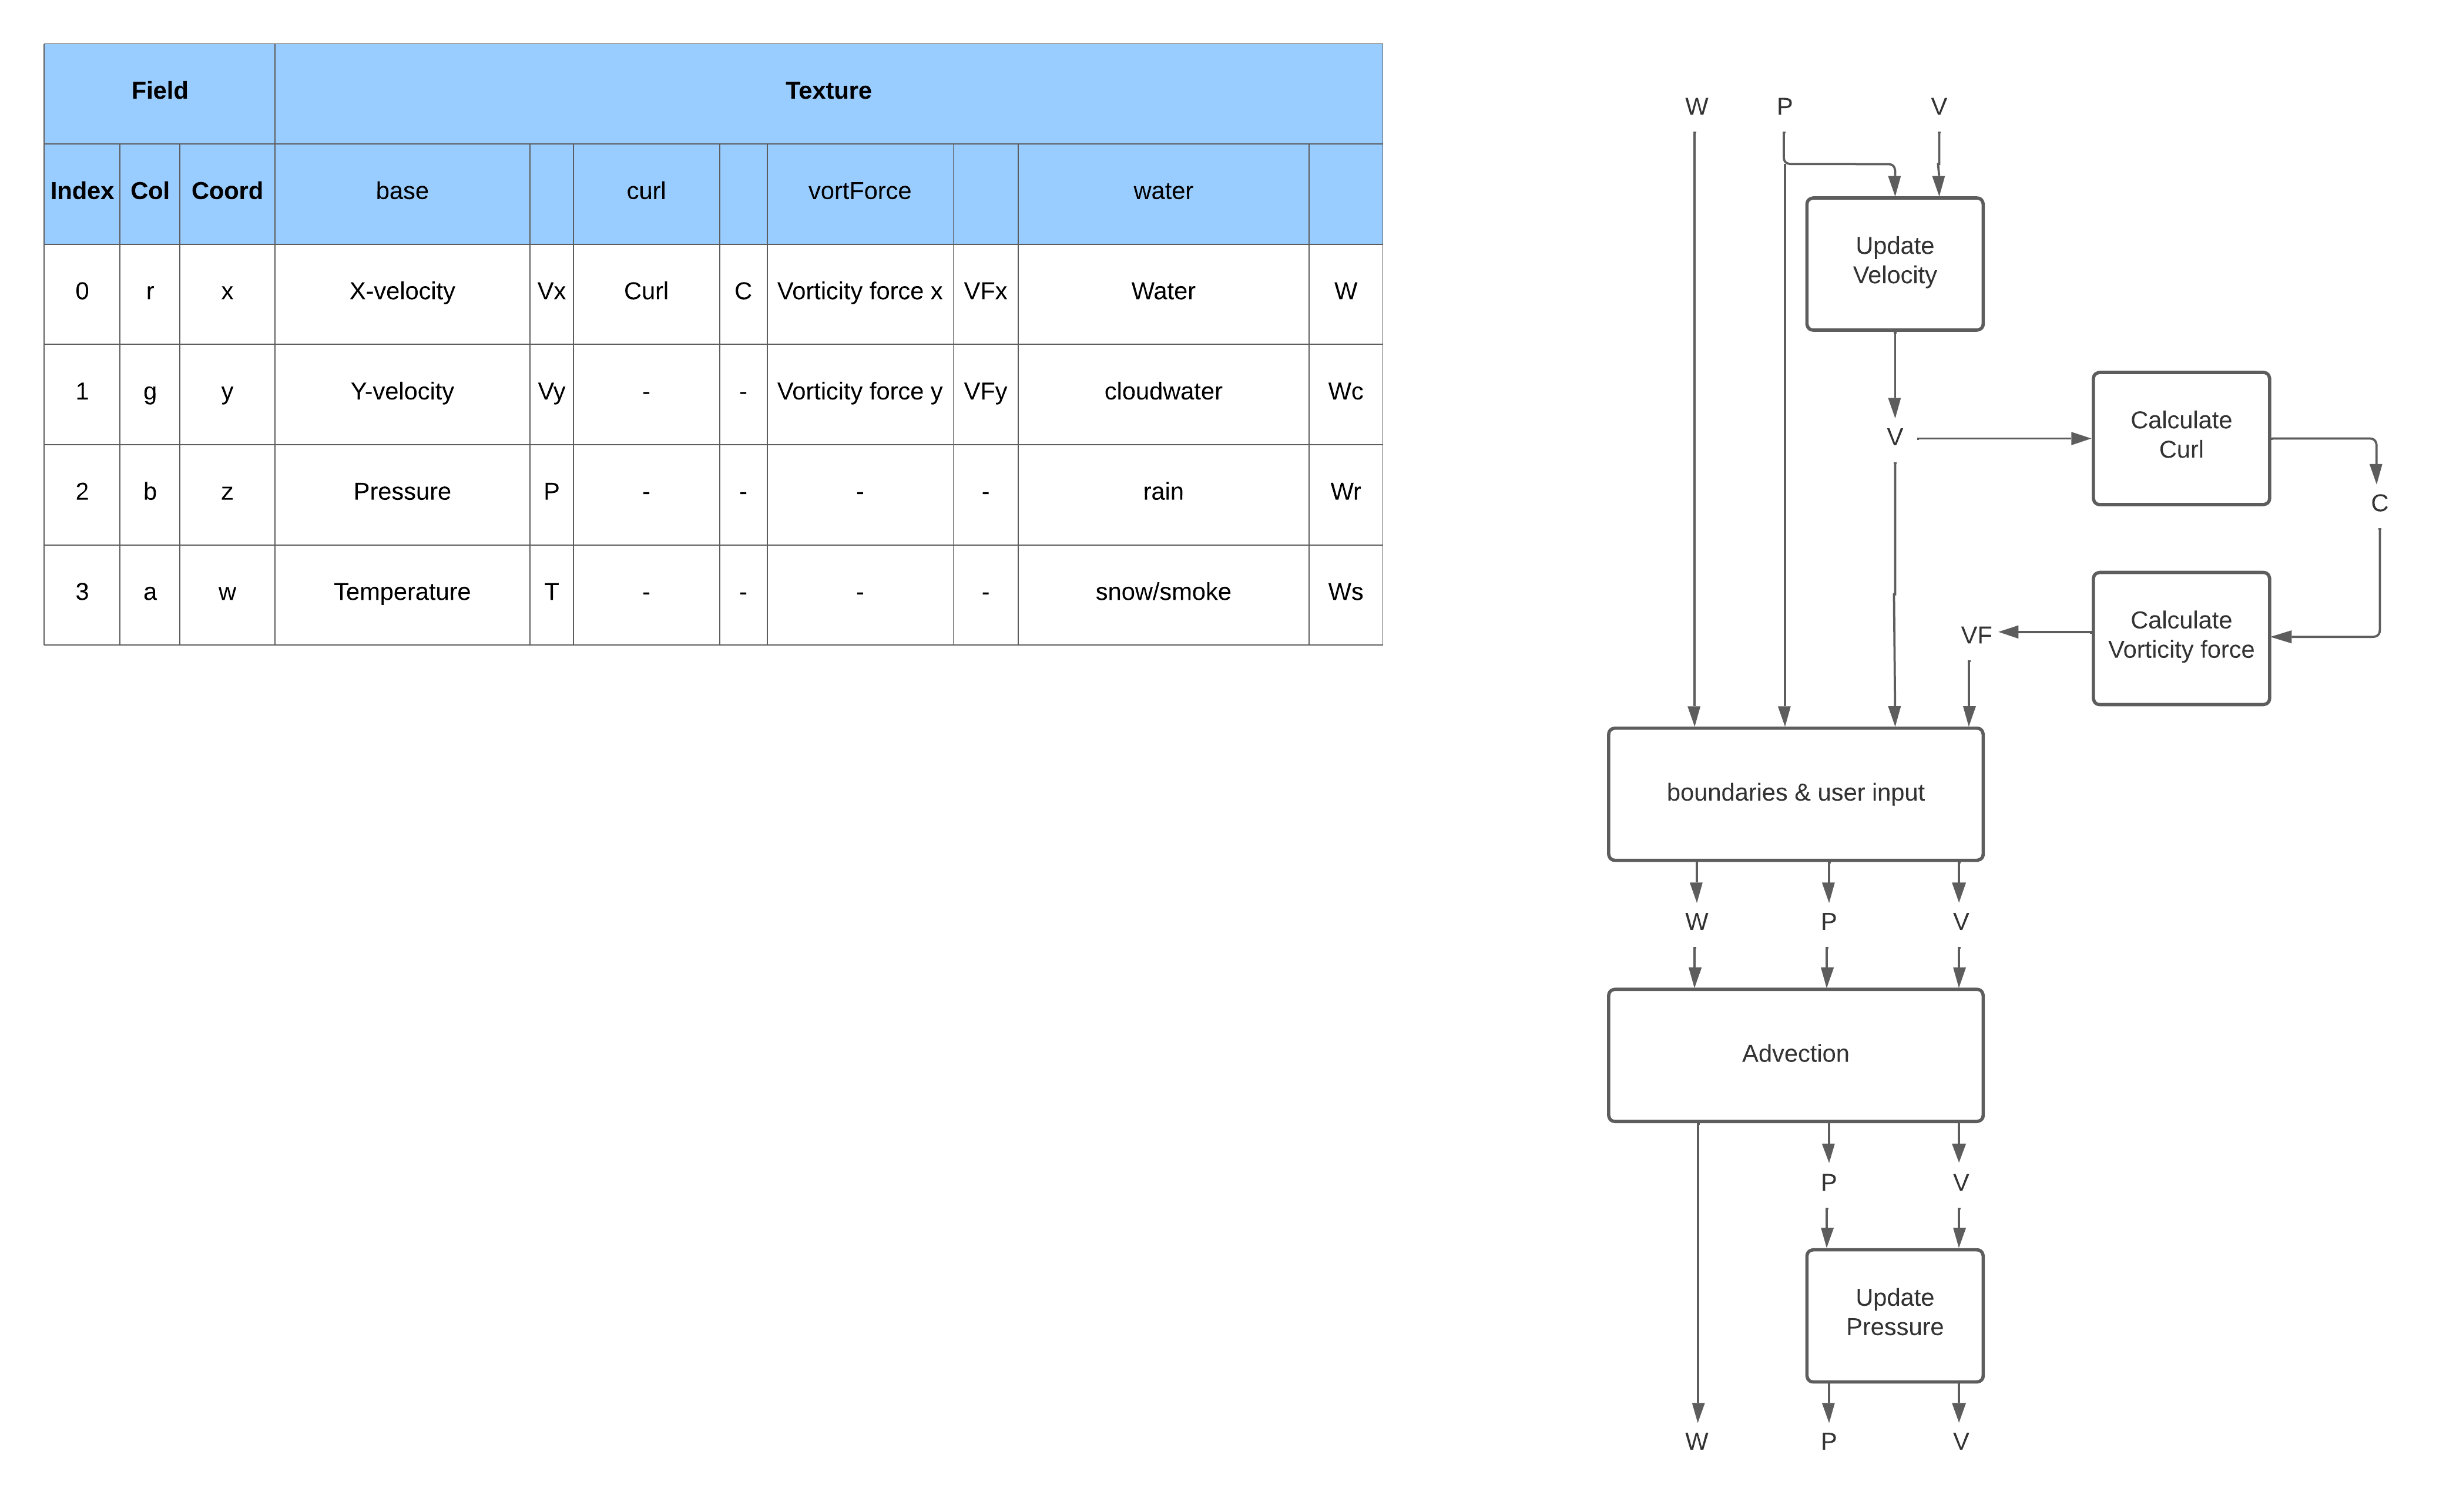 Field Texture
Index Col Coord base curl vortForce water
0 r x X-velocity Vx Curl C Vorticity force x VFx Water W
1 g y Y-velocity Vy - - Vorticity force y VFy cloudwater Wc
2 b z Pressure P - - - - rain Wr
3 a w Temperature T - - - - snow/smoke Ws
W P V
Update
Velocity
V
Calculate
Curl
C
Calculate
Vorticity force
VF
boundaries & user input
W P V
Advection
P V
Update
Pressure
W P V